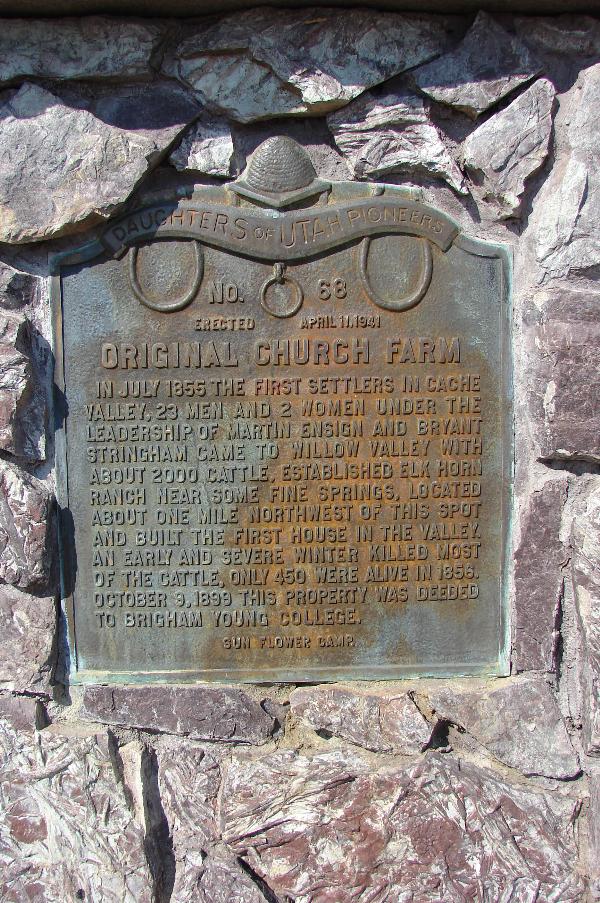 DAUGHTERS OF UTAH PIONEERS
NO. 68
ERECTED APRIL 11, 1941
ORIGINAL CHURCH FARM
IN JULY 1855 THE FIRST SETTLERS IN CACHE
VALLEY, 23 MEN AND 2 WOMEN UNDER THE
LEADERSHIP OF MARTIN ENSIGN AND BRYANT
STRINGHAM CAME TO WILLOW VALLEY WITH
ABOUT 2000 CATTLE, ESTABLISHED ELK HORN
RANCH NEAR SOME FINE SPRINGS, LOCATED
ABOUT ONE MILE NORTHWEST OF THIS SPOT
AND BUILT THE FIRST HOUSE IN THE VALLEY.
AN EARLY AND SEVERE WINTER KILLED MOST
OF THE CATTLE, ONLY 450 WERE ALIVE IN 1856.
OCTOBER 9, 1899 THIS PROPERTY WAS DEEDED
TO BRIGHAM YOUNG COLLEGE.
SUN FLOWER CAMP.